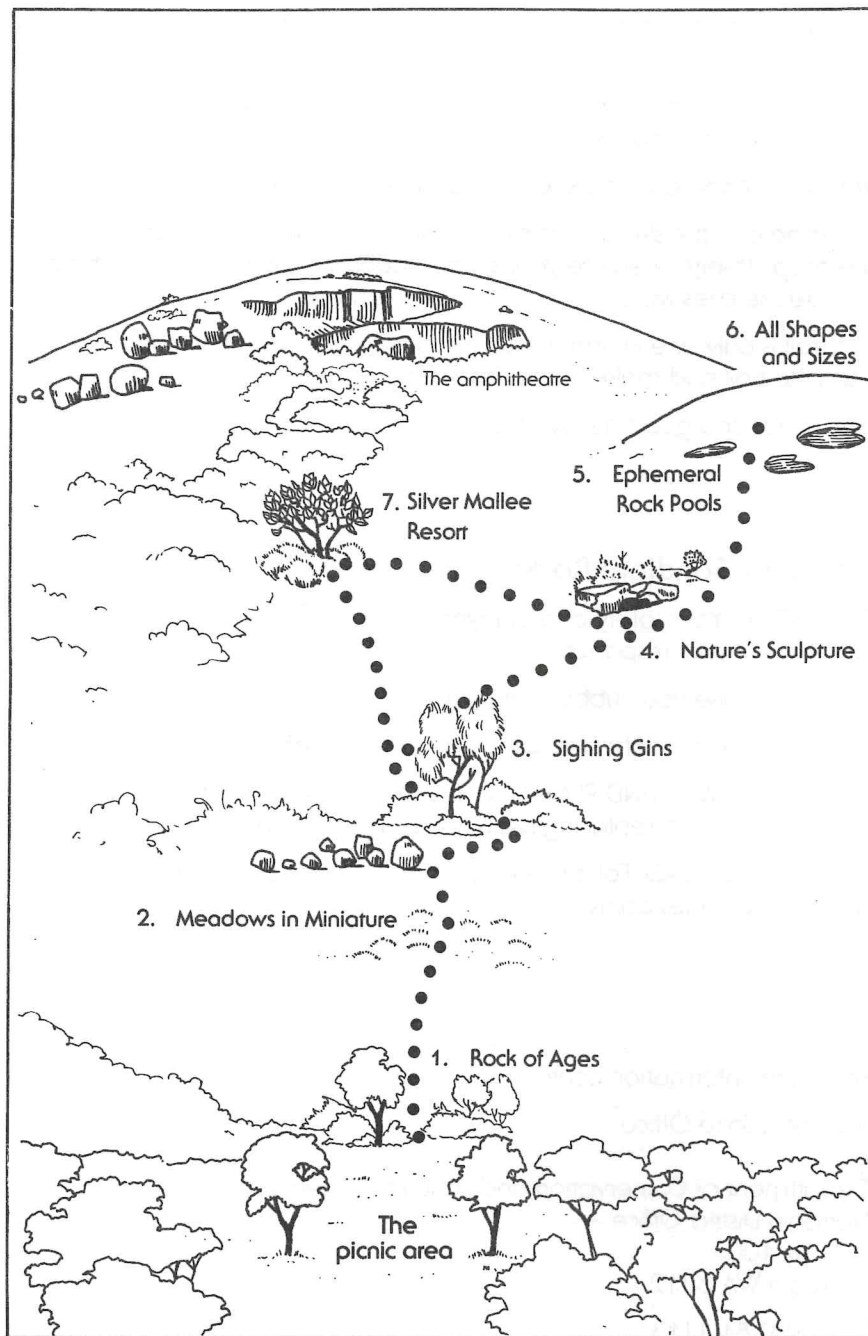 6. All Shapes
and Sizes
The amphitheatre
5. Ephemeral
Rock Pools
7. Silver Mallee
Resort
4. Nature's Sculpture
3. Sighing Gins
2. Meadows in Miniature
1. Rock of Ages
The
picnic area